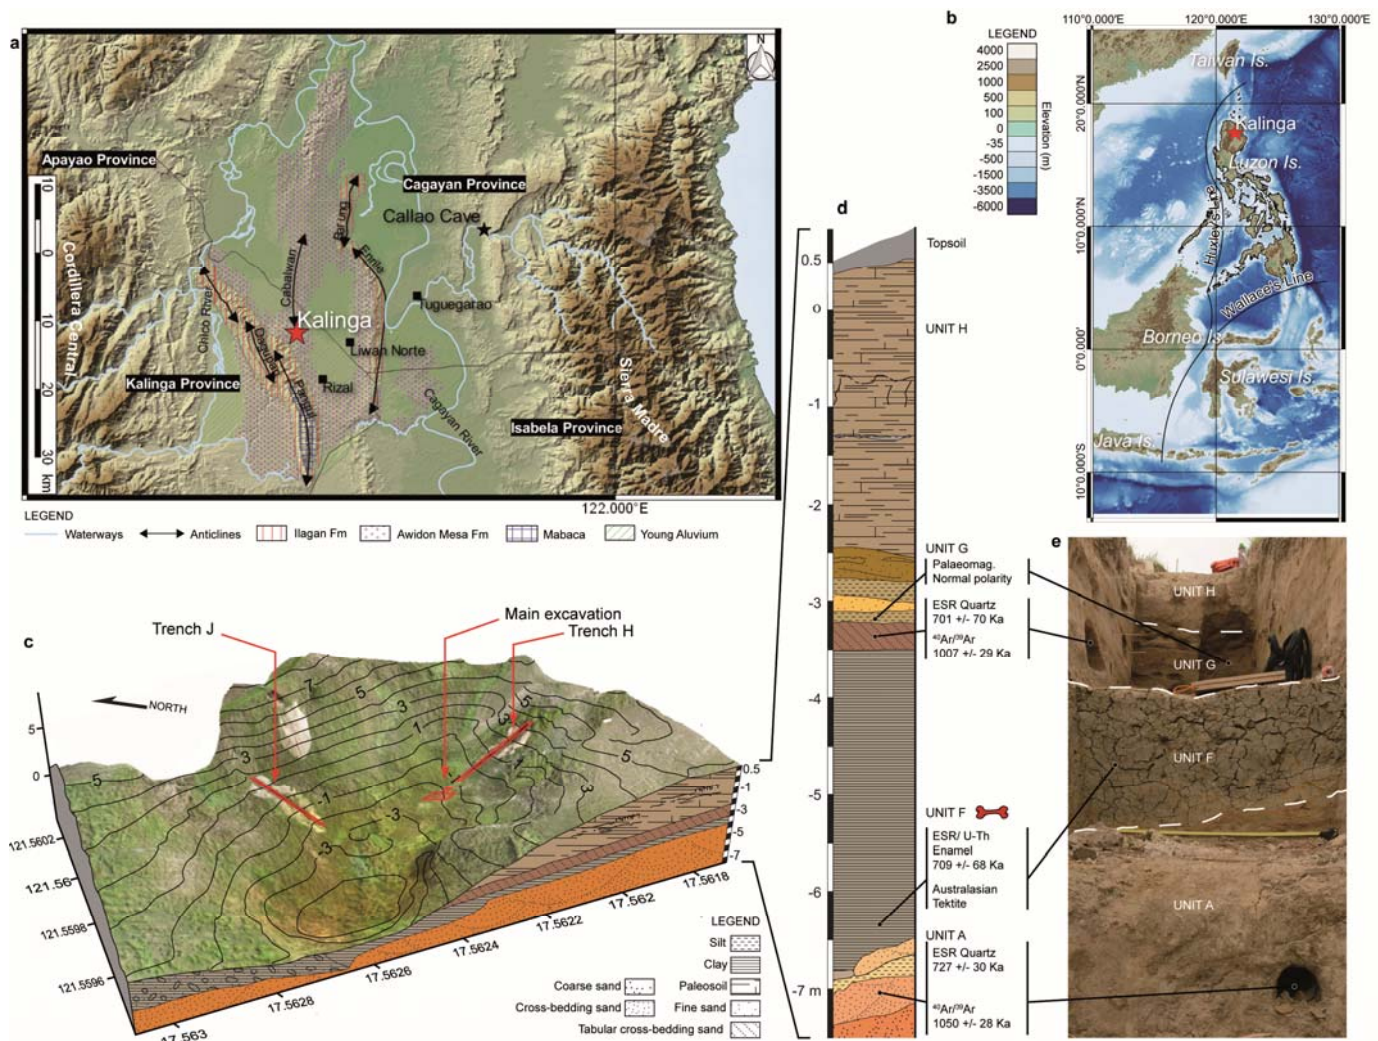 a
N
Apayao Province
Cagayan Province
Callao Cave
Enrile
Cabalwan
Tuguegarao
Cordillera Central
Chico River
Kalinga
Liwan Norte
Kalinga Province
Rizal
Cagayan River
Sierra Madre
Isabela Province
10
0
10
20
30 km
122.000°E
LEGEND
Waterways
Anticlines
Ilagan Fm
Awidon Mesa Fm
Mabaca
Young Aluvium
b
110°0.000'E
120°0.000'E
130°0.000'E
LEGEND
4000
2500
1000
500
100
0
-35
-500
-1500
-3500
-6000
Elevation (m)
20°0.000'N
10°0.000'N
0°0.000'
10°0.000'S
Taiwan Is.
Kalinga
Luzon Is.
Huxley's Line
Wallace's Line
Borneo Is.
Sulawesi Is.
Java Is.
c
Main excavation
Trench J
Trench H
NORTH
5
0
7
5
3
1
3
5
-1
-3
-3
3
5
3
5
0.5
-1
-3
-5
-7
121.5602
121.56
121.5598
121.5596
17.563
17.5628
17.5626
17.5624
17.5622
17.562
17.5618
LEGEND
Silt
Clay
Coarse sand
Paleosoil
Cross-bedding sand
Fine sand
Tabular cross-bedding sand
d
0.5
0
-1
-2
-3
-4
-5
-6
-7 m
Topsoil
UNIT H
UNIT G
Palaeomag.
Normal polarity
ESR Quartz
701 +/- 70 Ka
40Ar/39Ar
1007 +/- 29 Ka
UNIT F
ESR/ U-Th
Enamel
709 +/- 68 Ka
Australasian
Tektite
UNIT A
ESR Quartz
727 +/- 30 Ka
40Ar/39Ar
1050 +/- 28 Ka
e
UNIT H
UNIT G
UNIT F
UNIT A